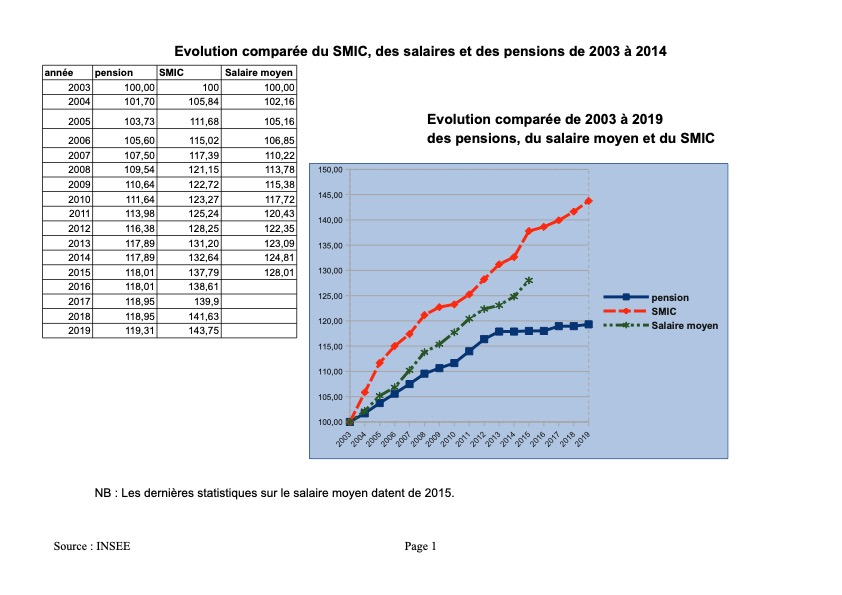 Evolution comparée du SMIC, des salaires et des pensions de 2003 à 2014
année pension SMIC Salaire moyen
2003 100,00 100 100,00
2004 101,70 105,84 102,16
2005 103,73 111,68 105,16
2006 105,60 115,02 106,85
2007 107,50 117,39 110,22
2008 109,54 121,15 113,78
2009 110,64 122,72 115,38
2010 111,64 123,27 117,72
2011 113,98 125,24 120,43
2012 116,38 128,25 122,35
2013 117,89 131,20 123,09
2014 117,89 132,64 124,81
2015 118,01 137,79 128,01
2016 118,01 138,61
2017 118,95 139,9
2018 118,95 141,63
2019 119,31 143,75
Evolution comparée de 2003 à 2019
des pensions, du salaire moyen et du SMIC
150,00
145,00
140,00
135,00
130,00
125,00
120,00
115,00
110,00
105,00
100,00
2003 2004 2005 2006 2007 2008 2009 2010 2011 2012 2013 2014 2015 2016 2017 2018 2019
pension
SMIC
Salaire moyen
NB : Les dernières statistiques sur le salaire moyen datent de 2015.
Source : INSEE Page 1